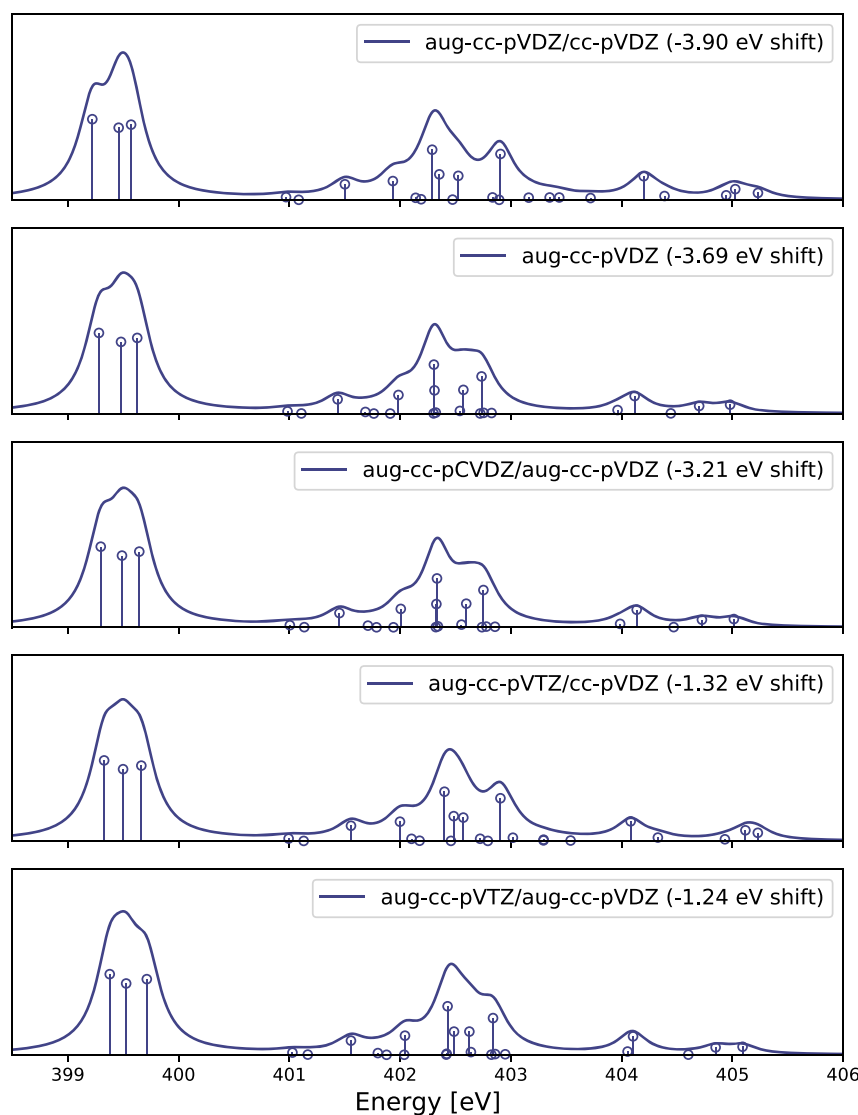 aug-cc-pVDZ/cc-pVDZ (-3.90 eV shift)
aug-cc-pVDZ (-3.69 eV shift)
aug-cc-pCVDZ/aug-cc-pVDZ (-3.21 eV shift)
aug-cc-pVTZ/cc-pVDZ (-1.32 eV shift)
aug-cc-pVTZ/aug-cc-pVDZ (-1.24 eV shift)
399 400 401 402 403 404 405 406
Energy [eV]